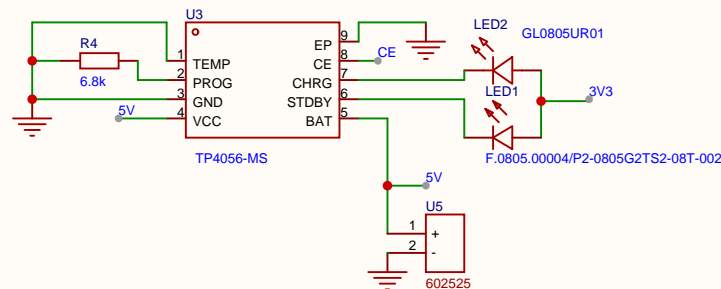 U3
R4
6.8k
1
2
3
4
TEMP
PROG
GND
VCC
EP
CE
CHRG
STDBY
BAT
9
8
7
6
5
CE
5V
TP4056-MS
LED2
GL0805UR01
LED1
3V3
F.0805.00004/P2-0805G2TS2-08T-002
5V
U5
1
+
2
-
602525